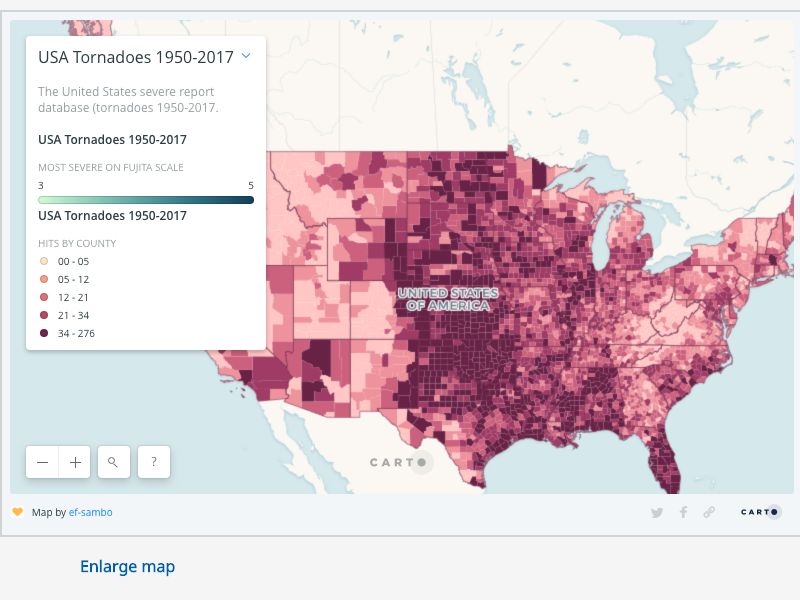 USA Tornadoes 1950-2017
The United States severe report
database (tornadoes 1950-2017.
USA Tornadoes 1950-2017
MOST SEVERE ON FUJITA SCALE
3 5
USA Tornadoes 1950-2017
HITS BY COUNTY
00 - 05
05 - 12
12 - 21
21 - 34
34 - 276
UNITED STATES
OF AMERICA
?
CARTO
Map by ef-sambo
CARTO
Enlarge map